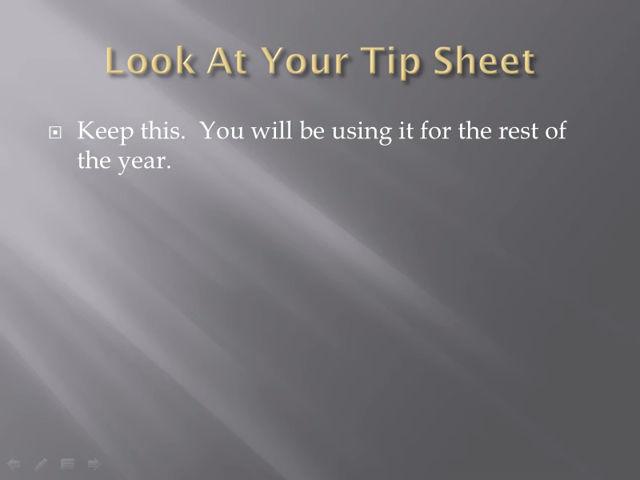 Look At Your Tip Sheet
Keep this.  You will be using it for the rest of
the year.